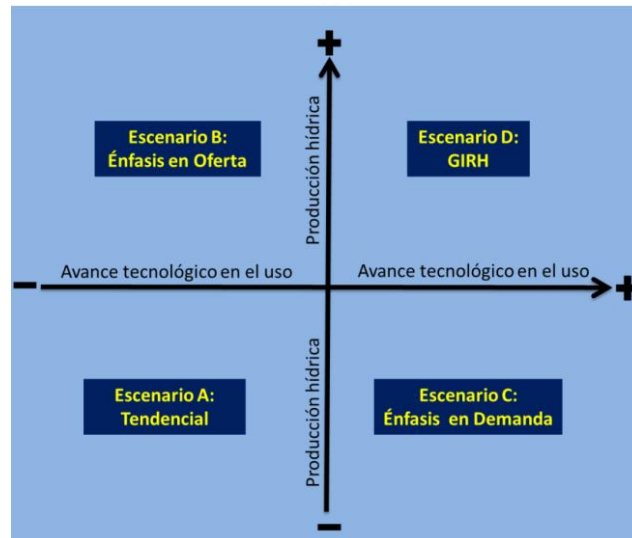 +
Escenario B:
Énfasis en Oferta
Producción hídrica
Escenario D:
GIRH
Avance tecnológico en el uso
Avance tecnológico en el uso
-
+
Escenario A:
Tendencial
Producción hídrica
Escenario C:
Énfasis en Demanda
-